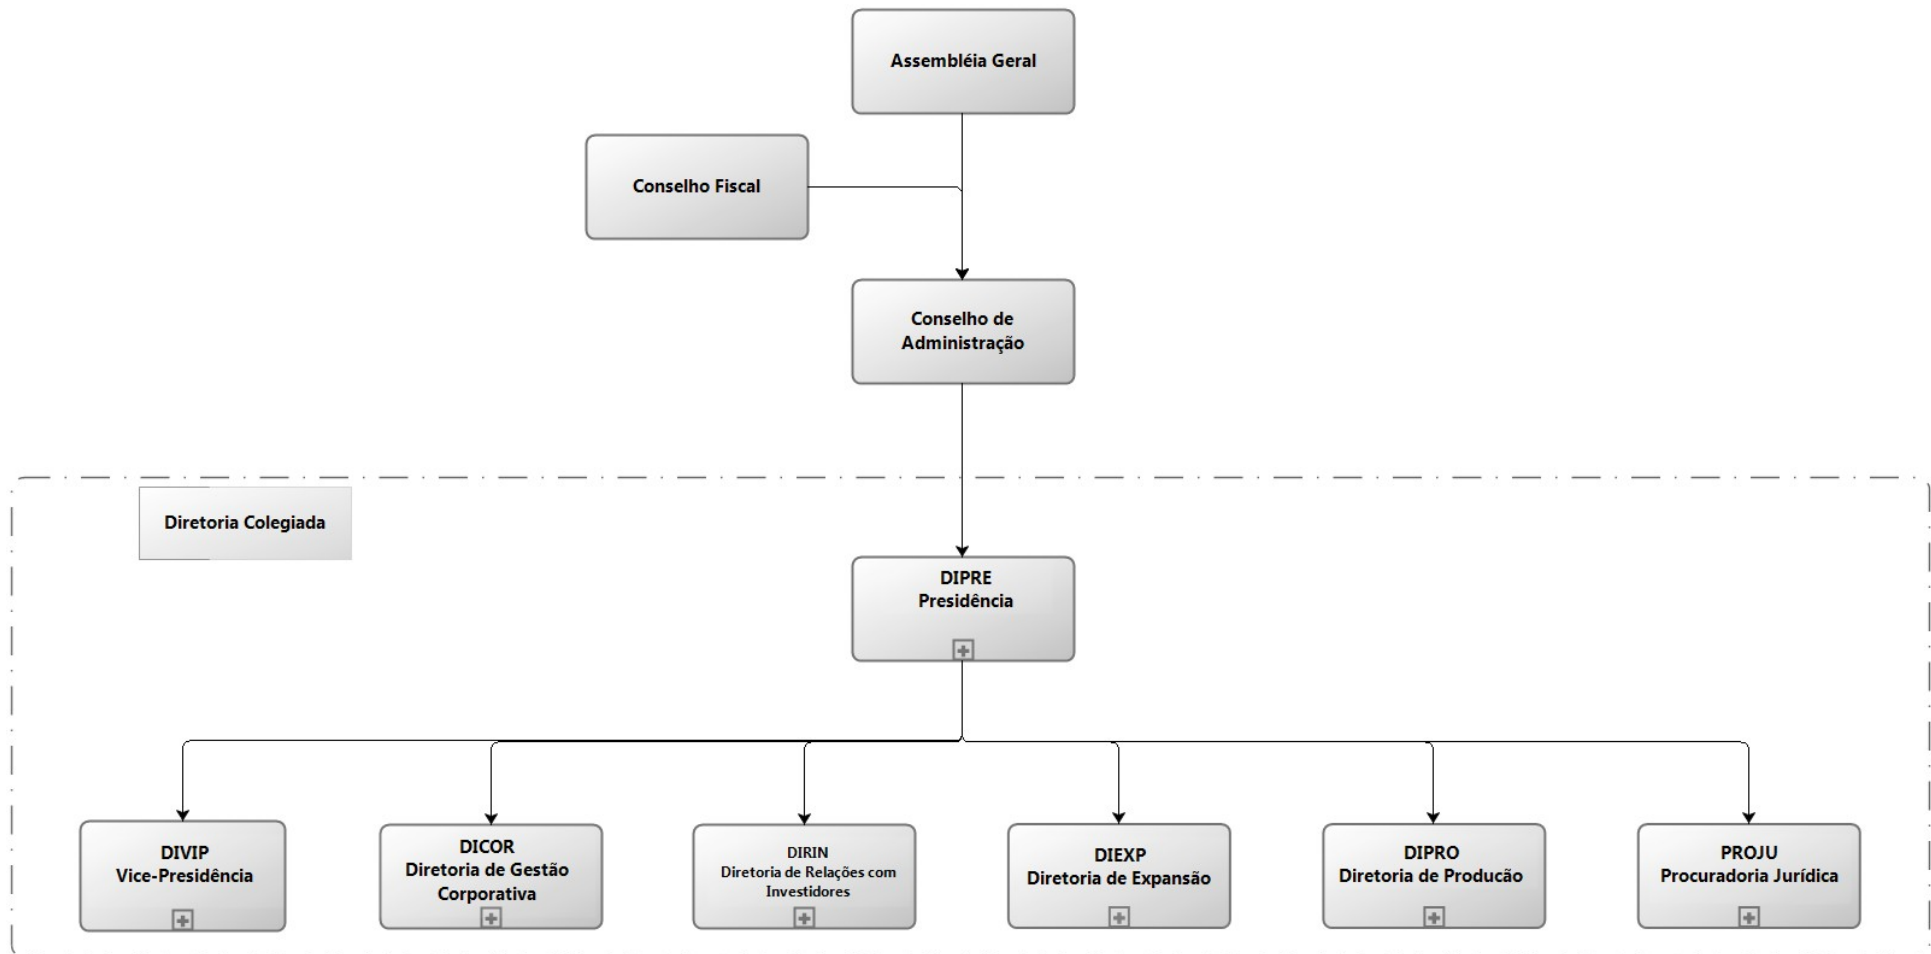 Assembléia Geral
Conselho Fiscal
Conselho de
Administração
Diretoria Colegiada
DIPRE
Presidência
DIVIP
Vice-Presidência
DICOR
Diretoria de Gestão
Corporativa
DIRIN
Diretoria de Relações com
Investidores
DIEXP
Diretoria de Expansão
DIPRO
Diretoria de Producão
PROJU
Procuradoria Jurídica